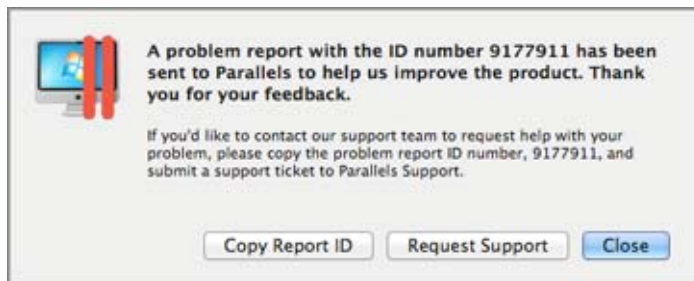 A problem report with the ID number 9177911 has been
sent to Parallels to help us improve the product. Thank
you for your feedback.
If you'd like to contact our support team to request help with your
problem, please copy the problem report ID number, 9177911, and
submit a support ticket to Parallels Support.
Copy Report ID
Request Support
Close